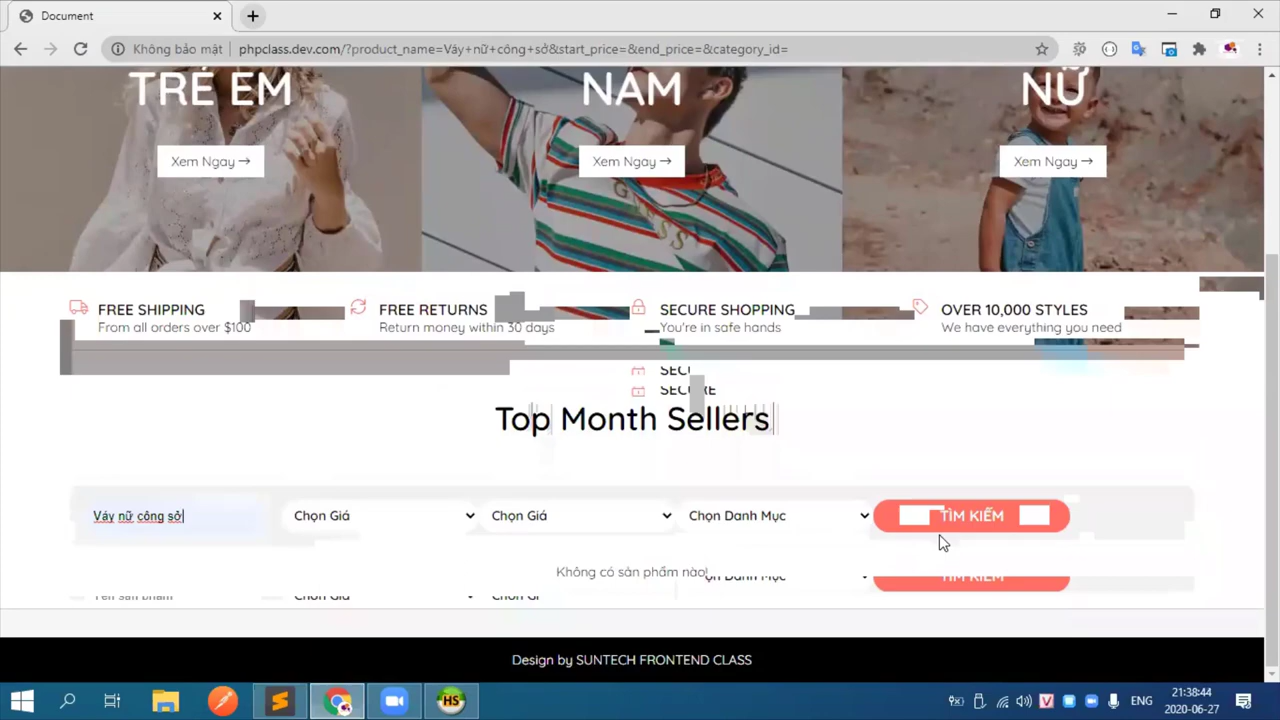 Document
Không bảo mật
phpclass.dev.com/?product_name=Váy+nữ+công+sở&start_price=&end_price=&category_id=
TRẺ EM
NAM
NỮ
Xem Ngay →
Xem Ngay →
Xem Ngay →
FREE SHIPPING
From all orders over $100
FREE RETURNS
Return money within 30 days
SECURE SHOPPING
You're in safe hands
OVER 10,000 STYLES
We have everything you need
SECURE
Top Month Sellers
Váy nữ công sở
Chọn Giá
Chọn Giá
Chọn Danh Mục
TÌM KIẾM
Không có sản phẩm nào!
Design by SUNTECH FRONTEND CLASS
HS
V
ENG
21:38:44
2020-06-27